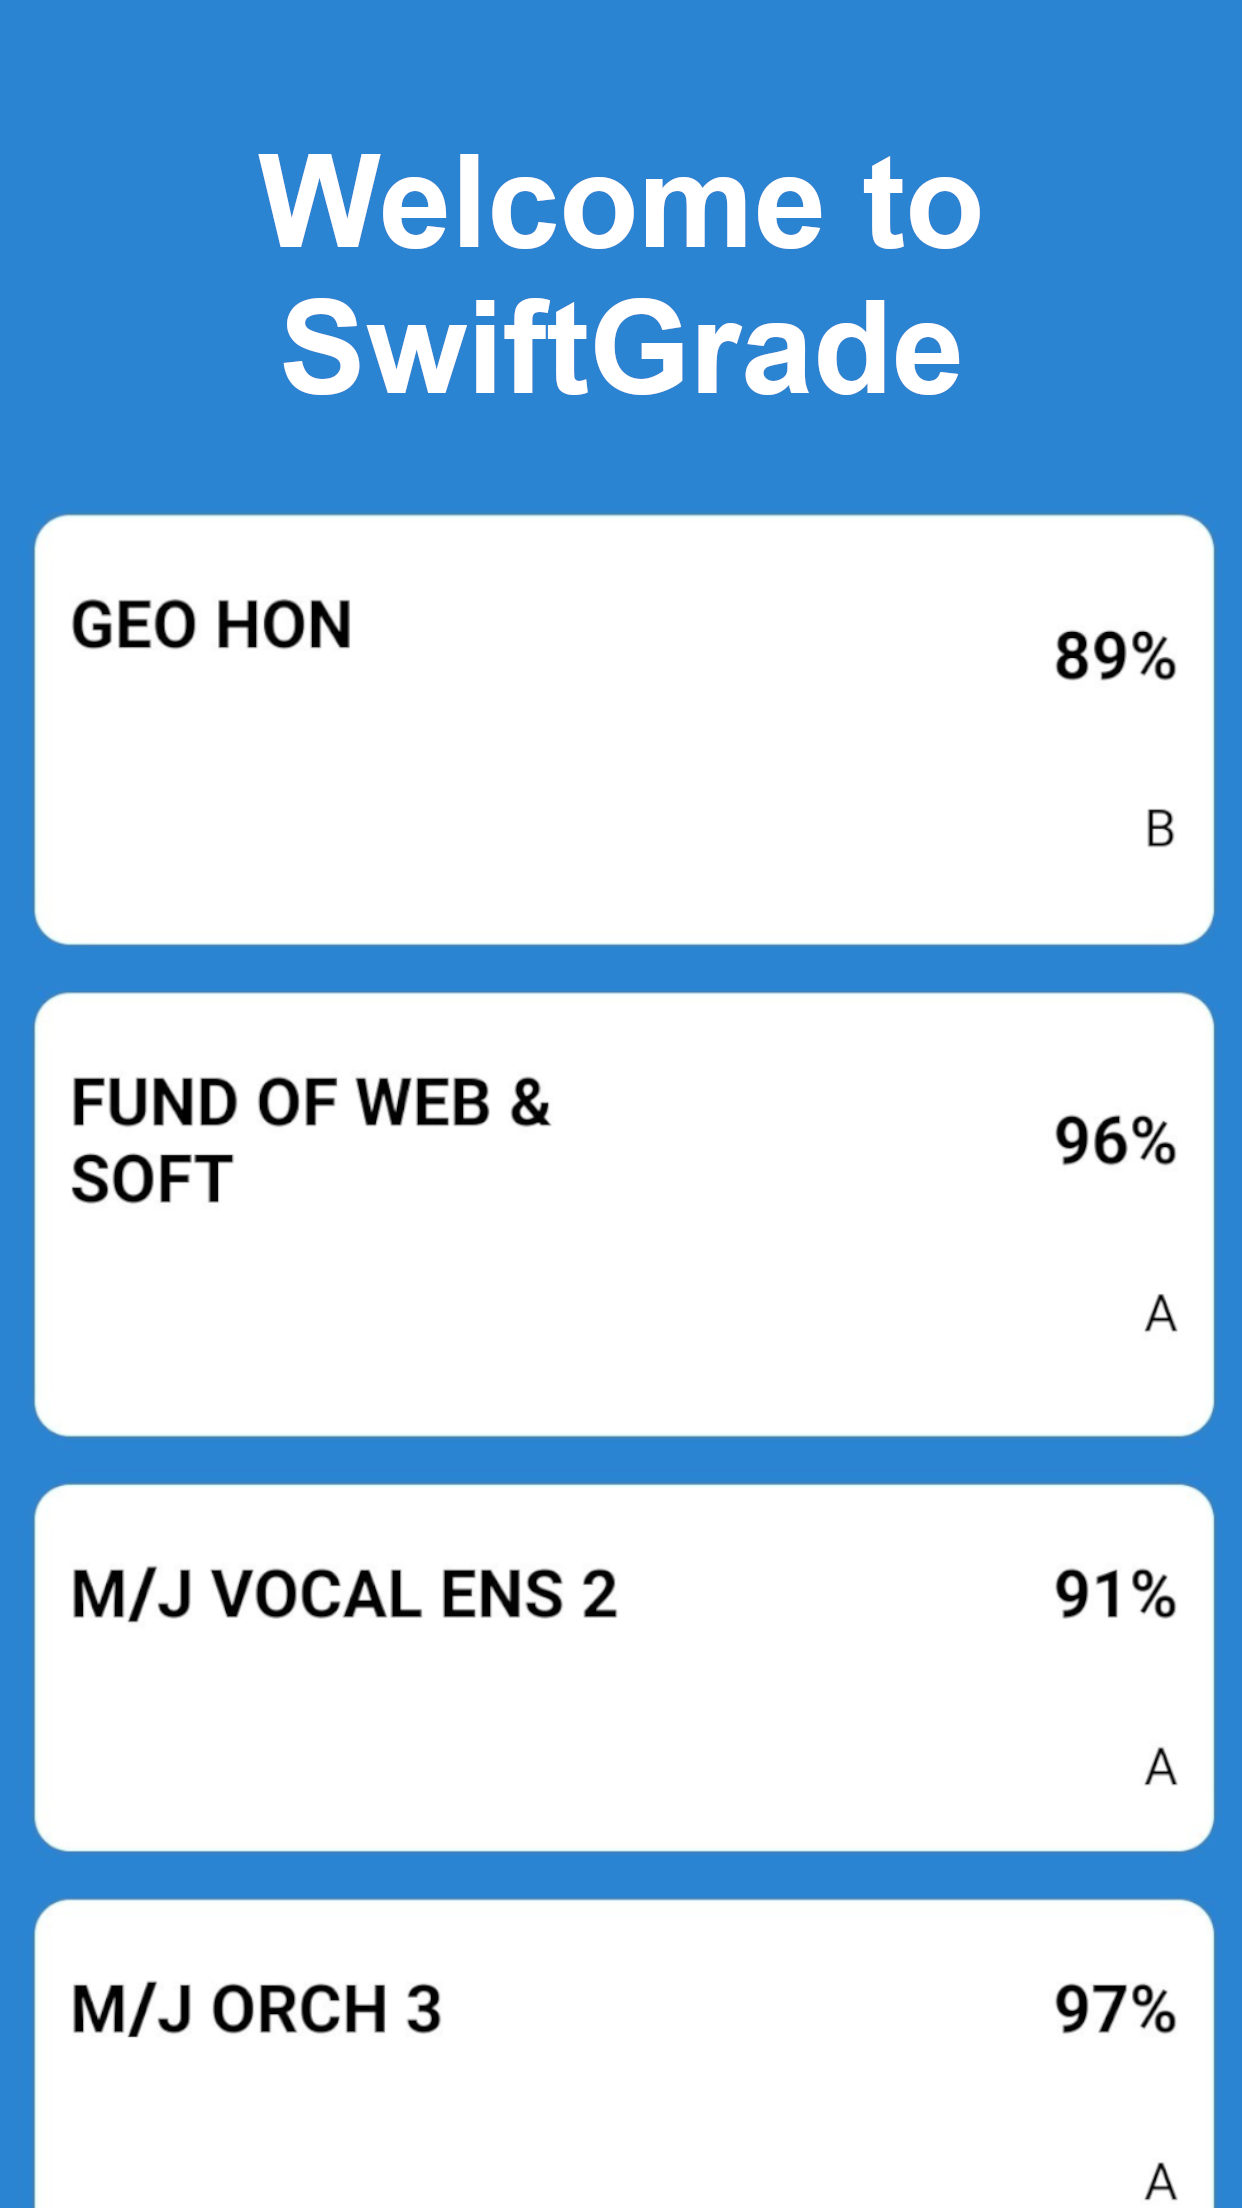 Welcome to
SwiftGrade
GEO HON
89%
B
FUND OF WEB &
SOFT
96%
A
M/J VOCAL ENS 2
91%
A
M/J ORCH 3
97%
A